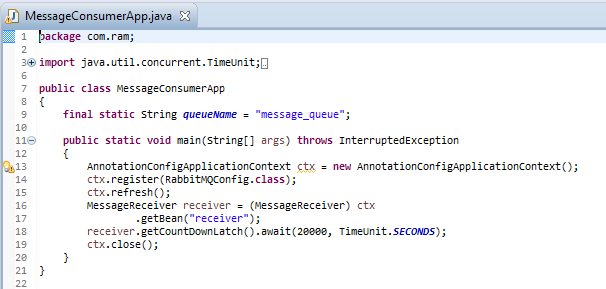 MessageConsumerApp.java
1 package com.ram;
2
3 import java.util.concurrent.TimeUnit;
6
7 public class MessageConsumerApp
8 {
9 final static String queueName = "message_queue";
10
11 public static void main(String[] args) throws InterruptedException
12 {
13 AnnotationConfigApplicationContext ctx = new AnnotationConfigApplicationContext();
14 ctx.register(RabbitMQConfig.class);
15 ctx.refresh();
16 MessageReceiver receiver = (MessageReceiver) ctx
17 .getBean("receiver");
18 receiver.getCountDownLatch().await(20000, TimeUnit.SECONDS);
19 ctx.close();
20 }
21 }
22